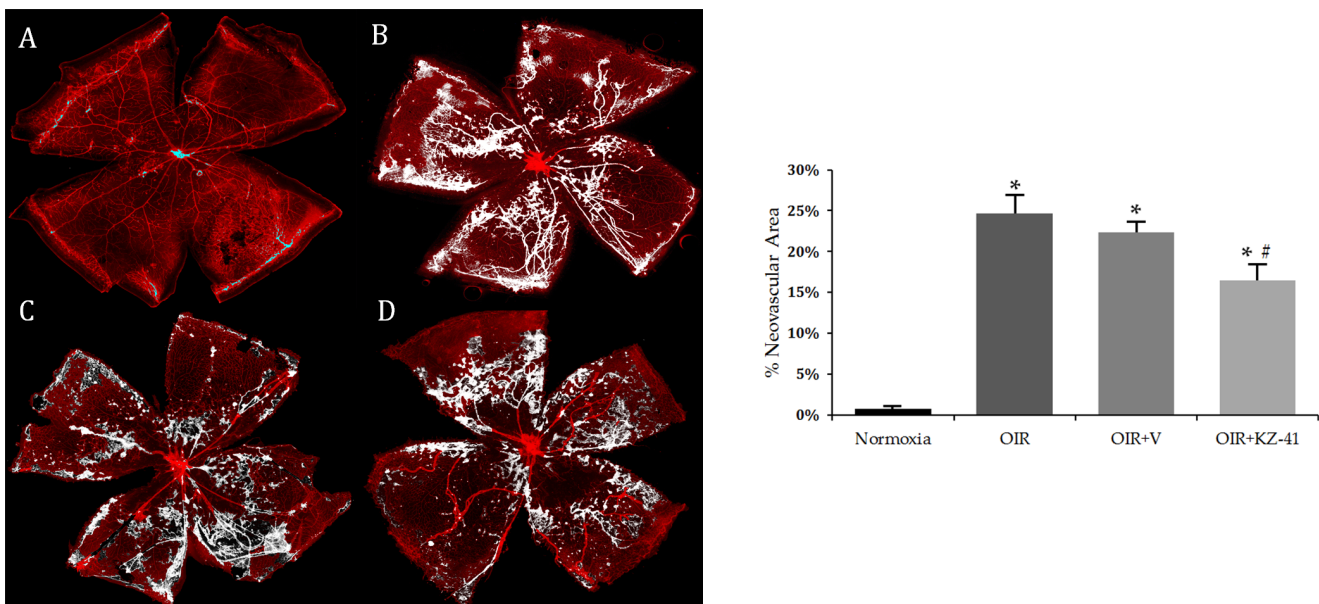 A
B
C
D
% Neovascular Area
30%
25%
20%
15%
10%
5%
0%
*
*
* #
Normoxia
OIR
OIR+V
OIR+KZ-41